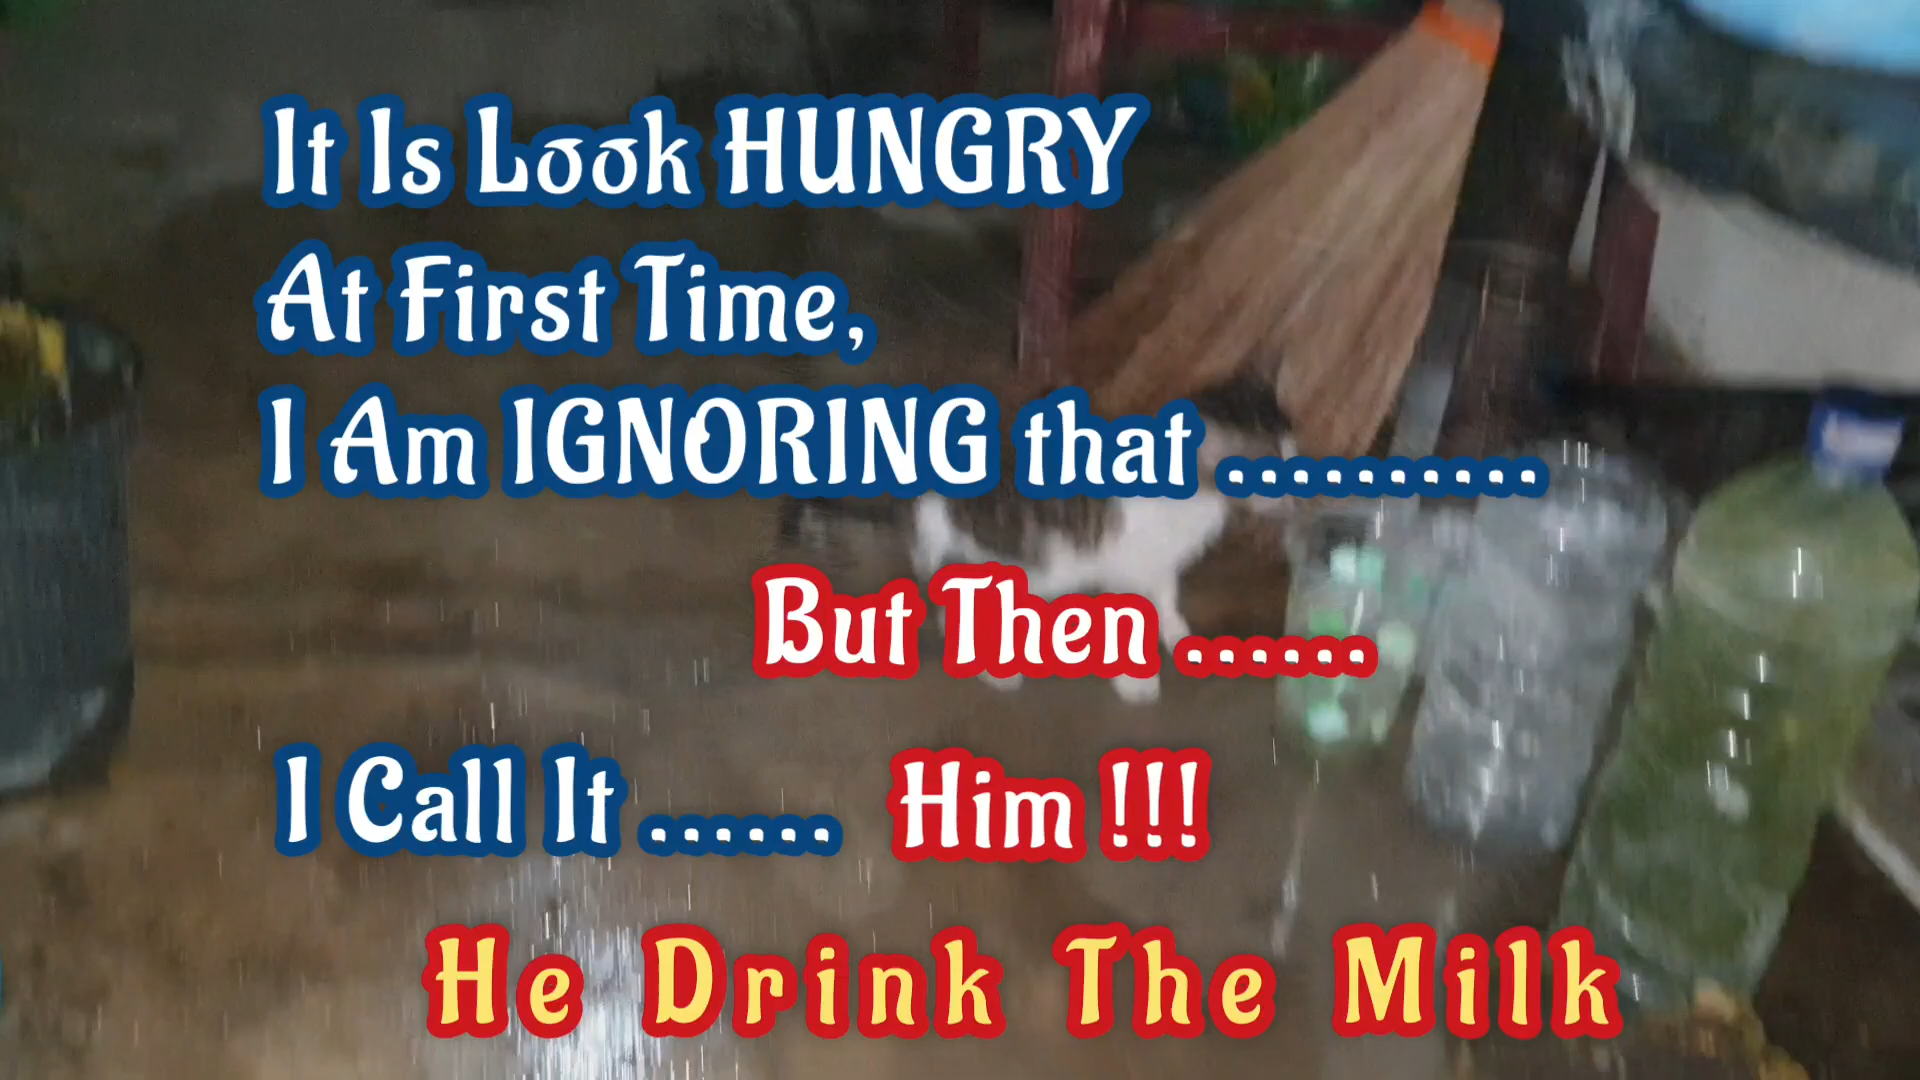 It Is Look HUNGRY
At First Time,
I Am IGNORING that ..........
But Then ......
I Call It ...... Him !!!
He Drink The Milk